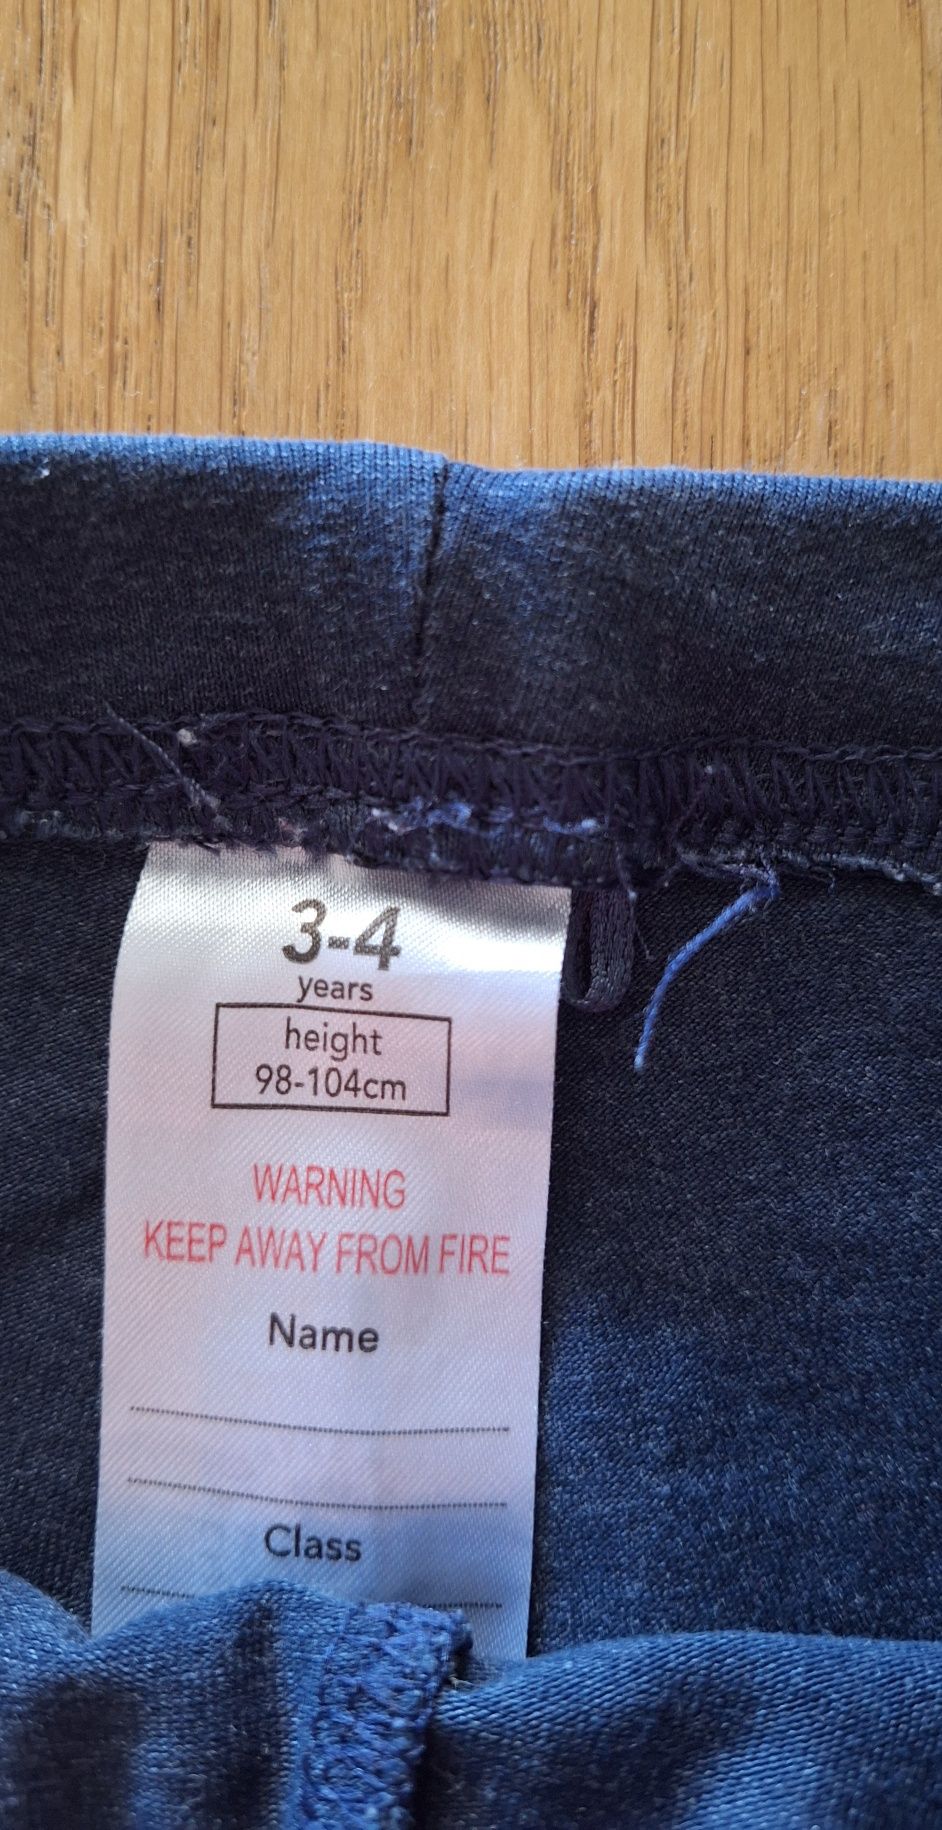 3-4
years
height
98-104cm
WARNING
KEEP AWAY FROM FIRE
Name
Class